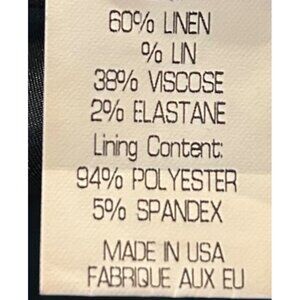 60% LINEN
% LIN
38% VISCOSE
2% ELASTANE
Lining Content:
94% POLYESTER
5% SPANDEX
MADE IN USA
FABRIQUE AUX EU